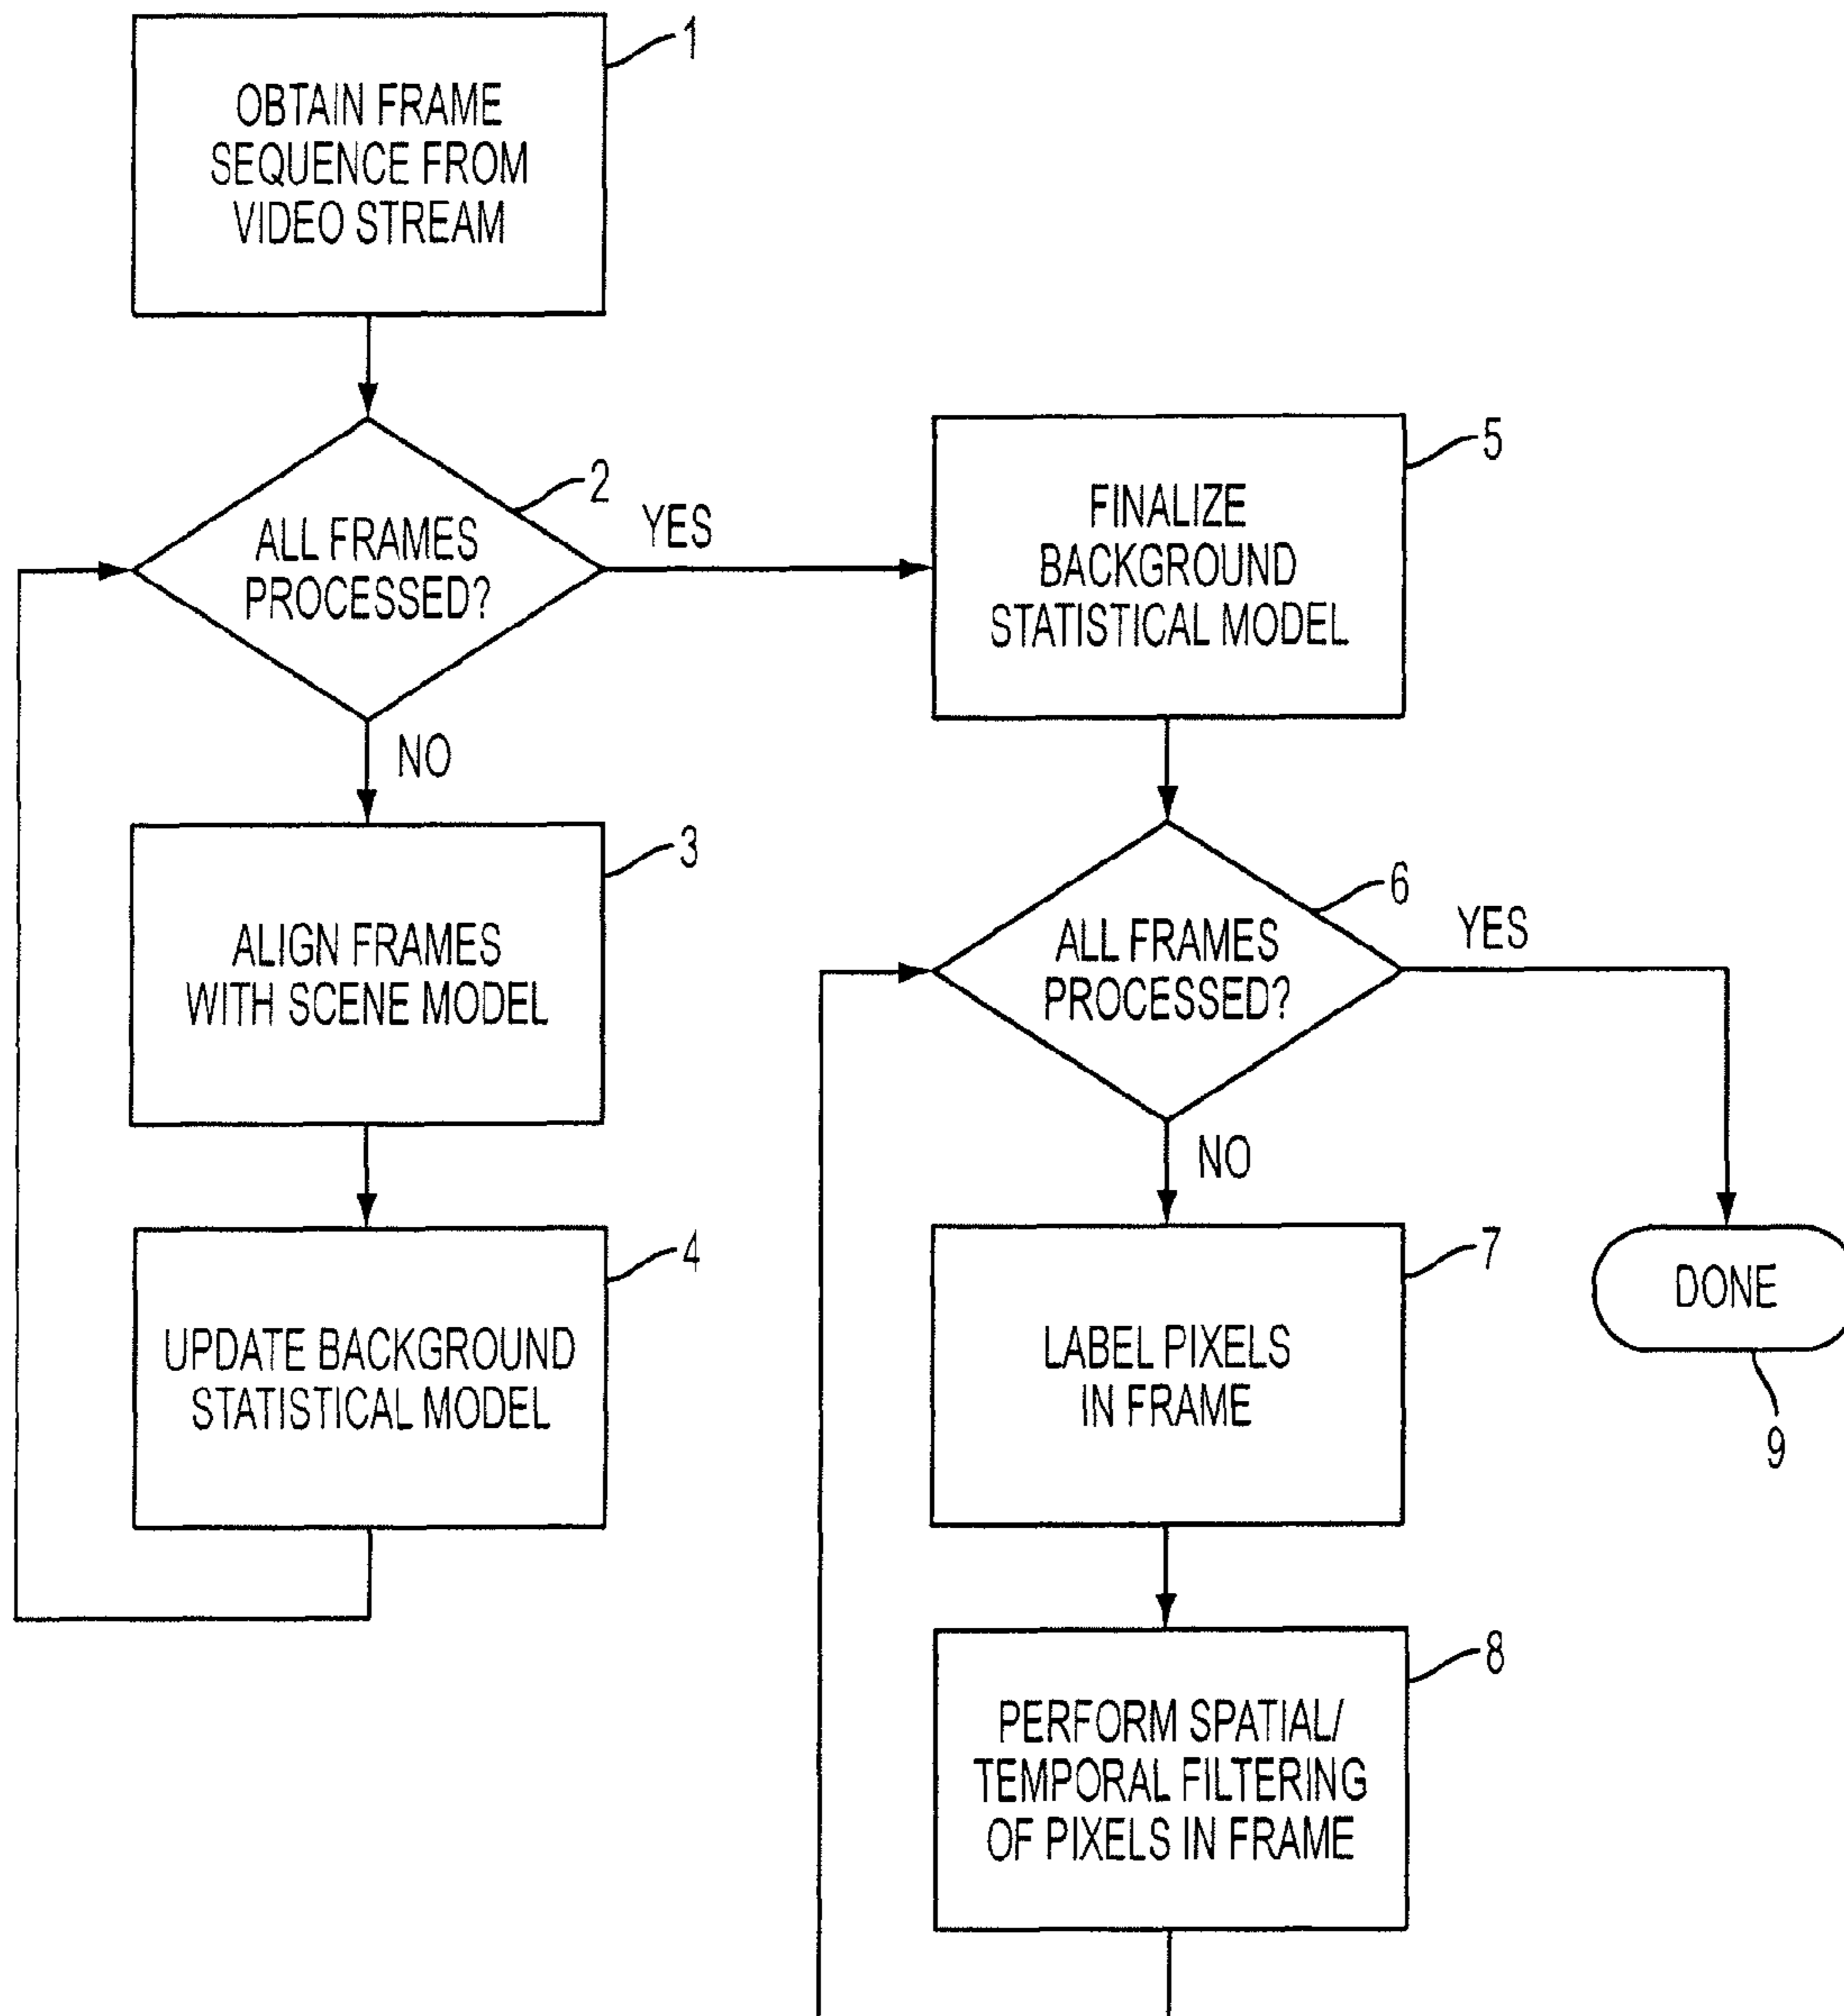 1
OBTAIN FRAME
SEQUENCE FROM
VIDEO STREAM
2
ALL FRAMES
PROCESSED?
YES
NO
3
ALIGN FRAMES
WITH SCENE MODEL
4
UPDATE BACKGROUND
STATISTICAL MODEL
5
FINALIZE
BACKGROUND
STATISTICAL MODEL
6
ALL FRAMES
PROCESSED?
YES
NO
7
LABEL PIXELS
IN FRAME
8
PERFORM SPATIAL/
TEMPORAL FILTERING
OF PIXELS IN FRAME
DONE
9